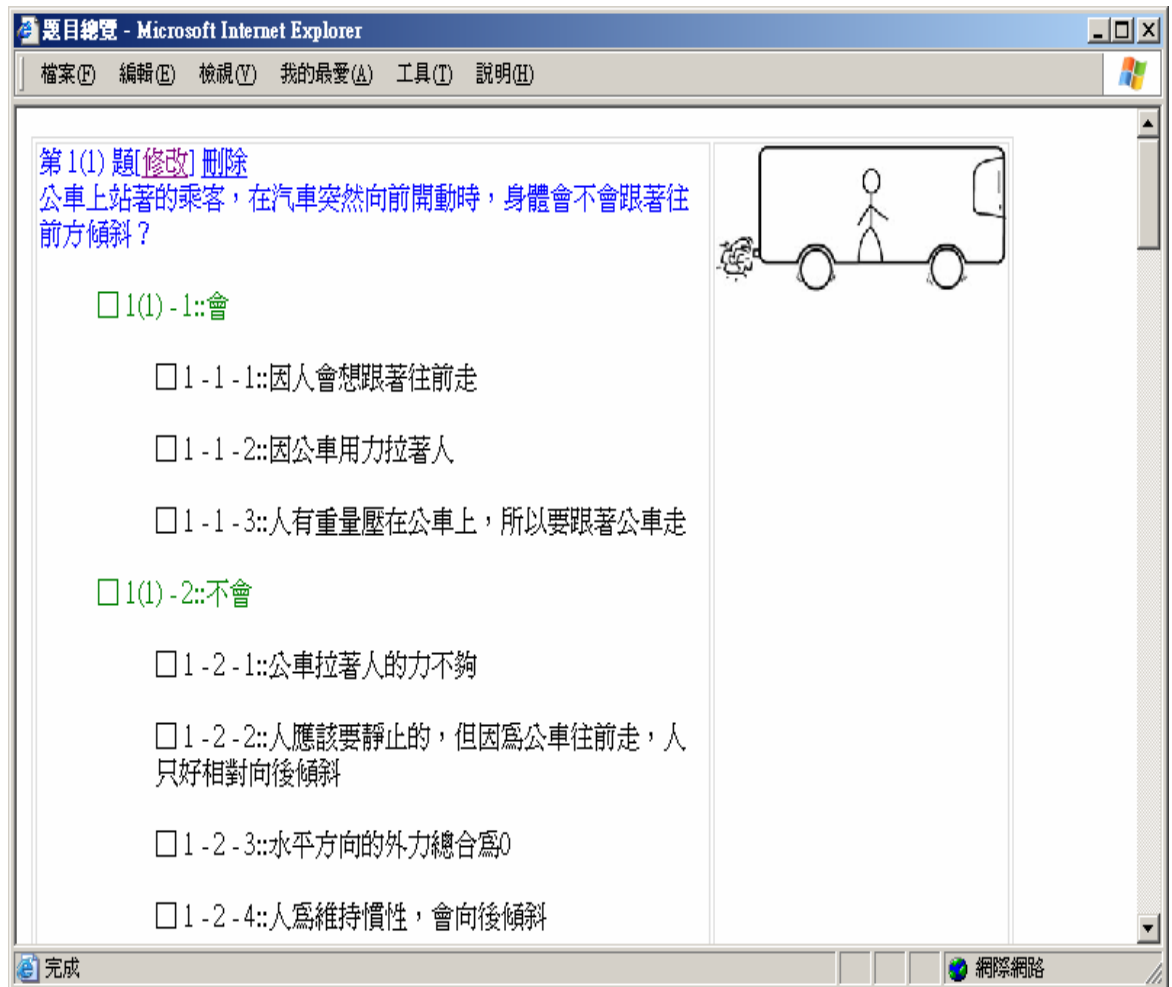 題目總覽 - Microsoft Internet Explorer
檔案(F) 編輯(E) 檢視(V) 我的最愛(A) 工具(T) 說明(H)
第 1(1) 題[修改] 刪除
公車上站著的乘客，在汽車突然向前開動時，身體會不會跟著往
前方傾斜？
1(1) - 1::會
1 - 1 - 1::因人會想跟著往前走
1 - 1 - 2::因公車用力拉著人
1 - 1 - 3::人有重量壓在公車上，所以要跟著公車走
1(1) - 2::不會
1 - 2 - 1::公車拉著人的力不夠
1 - 2 - 2::人應該要靜止的，但因為公車往前走，人
只好相對向後傾斜
1 - 2 - 3::水平方向的外力總合為0
1 - 2 - 4::人為維持慣性，會向後傾斜
完成
網際網路